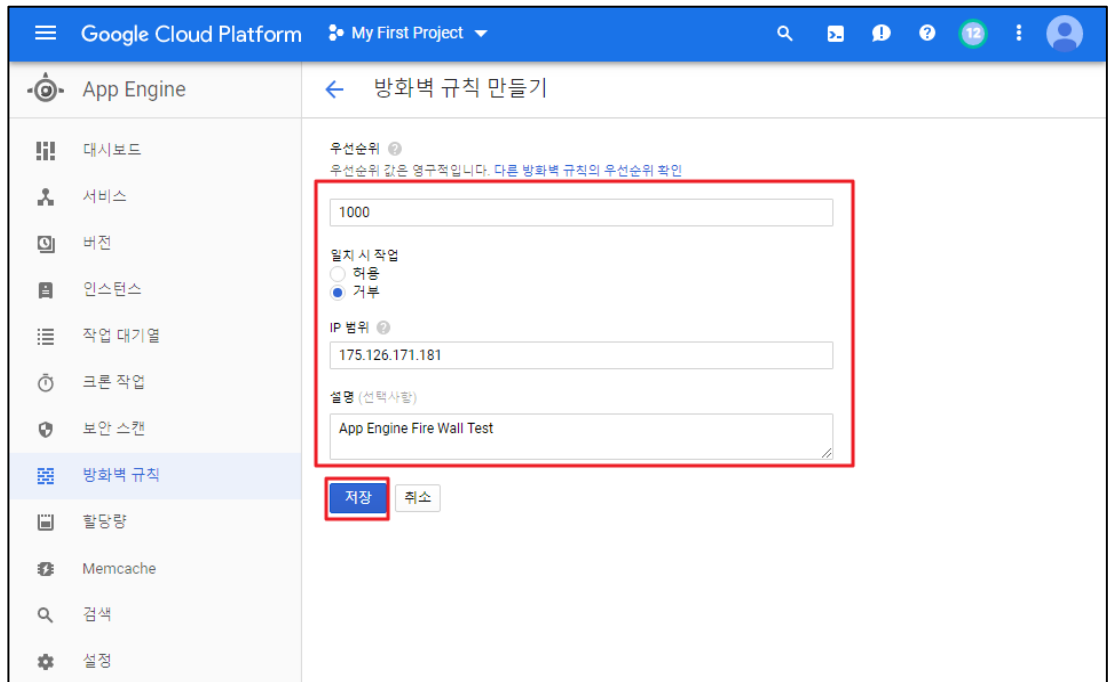 Google Cloud Platform
My First Project
12
App Engine
방화벽 규칙 만들기
대시보드
서비스
버전
인스턴스
작업 대기열
크론 작업
보안 스캔
방화벽 규칙
할당량
Memcache
검색
설정
우선순위
우선순위 값은 영구적입니다. 다른 방화벽 규칙의 우선순위 확인
1000
일치 시 작업
허용
거부
IP 범위
175.126.171.181
설명 (선택사항)
App Engine Fire Wall Test
저장 취소